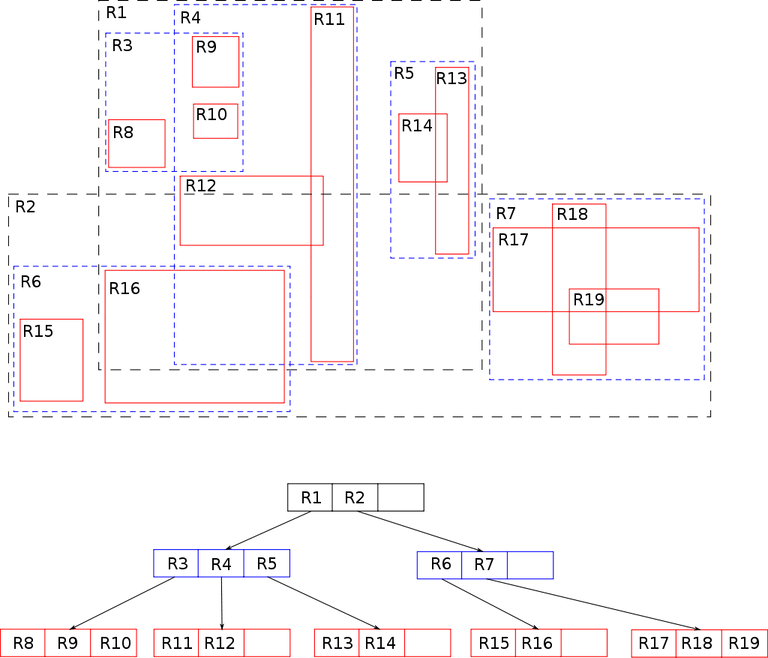 R1
R4
R11
R3
R9
R5
R13
R10
R14
R8
R12
R2
R7
R18
R17
R6
R16
R19
R15
R1 R2
R3 R4 R5
R6 R7
R8 R9 R10
R11 R12
R13 R14
R15 R16
R17 R18 R19